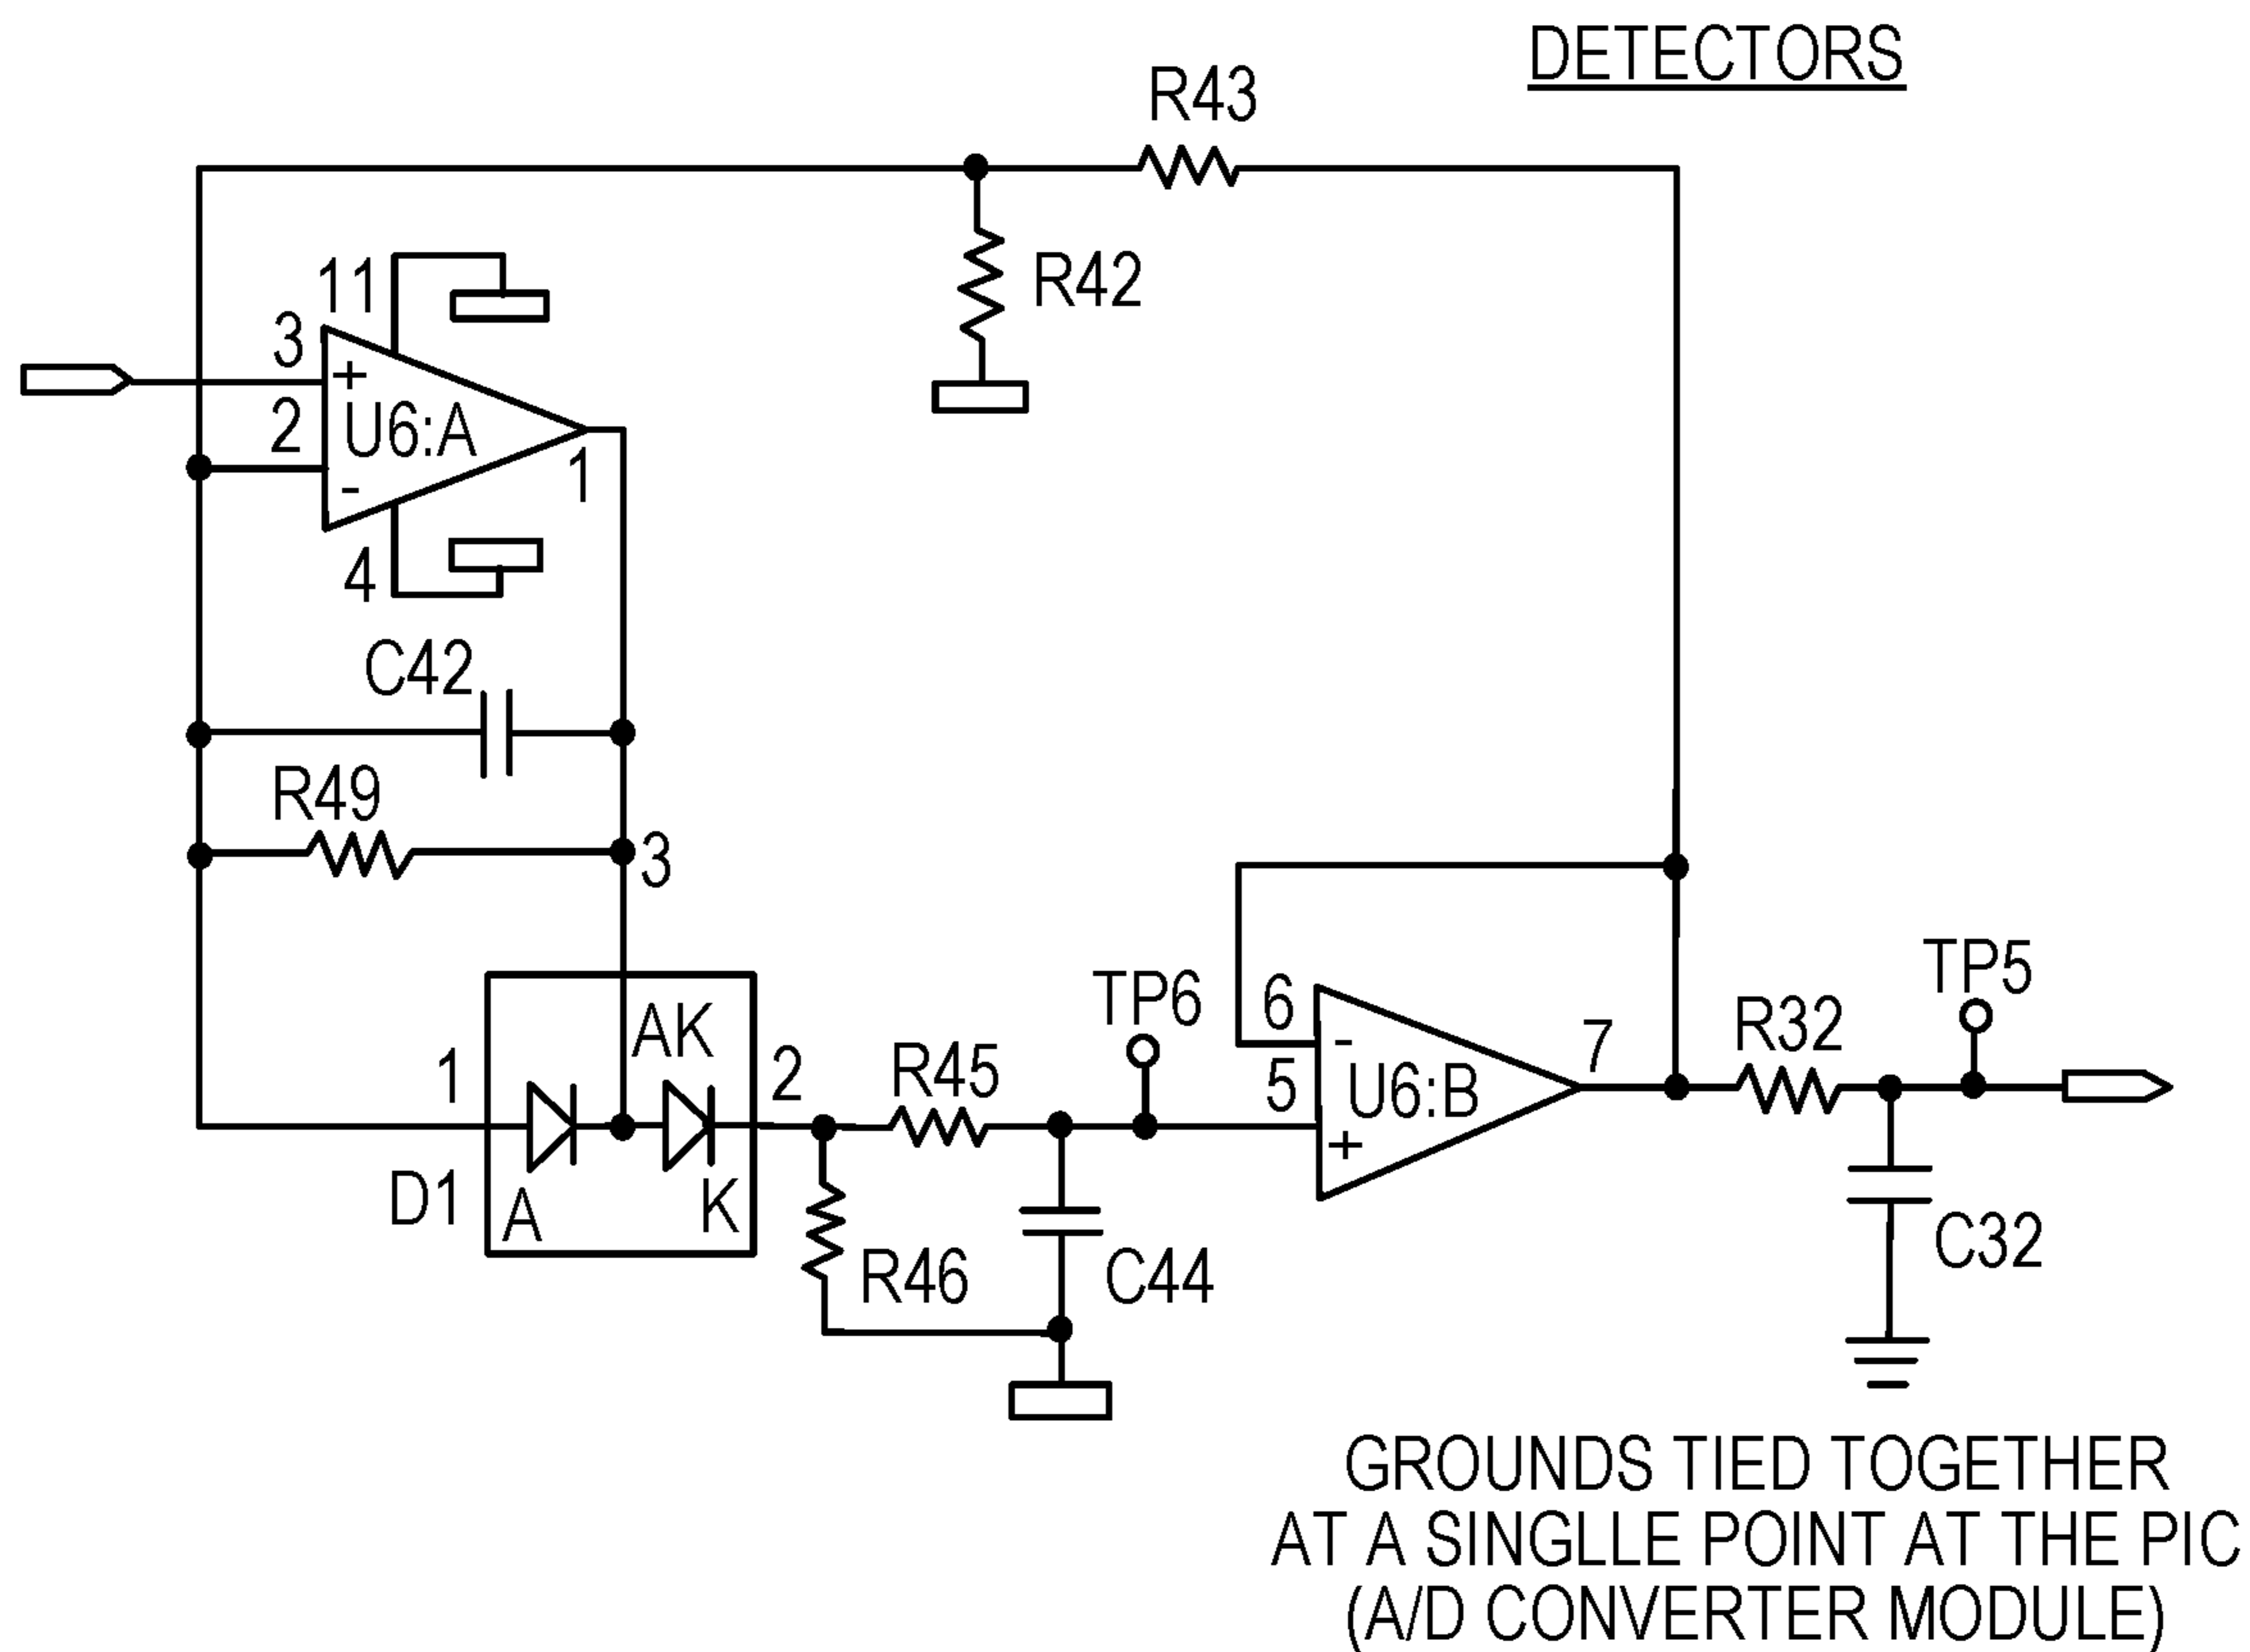 DETECTORS
R43
R42
11
3
+
2
U6:A
-
1
4
C42
R49
3
AK
1
2
D1
A
K
R45
R46
TP6
C44
6
-
5
U6:B
+
7
R32
TP5
C32
GROUNDS TIED TOGETHER
AT A SINGLLE POINT AT THE PIC
(A/D CONVERTER MODULE)